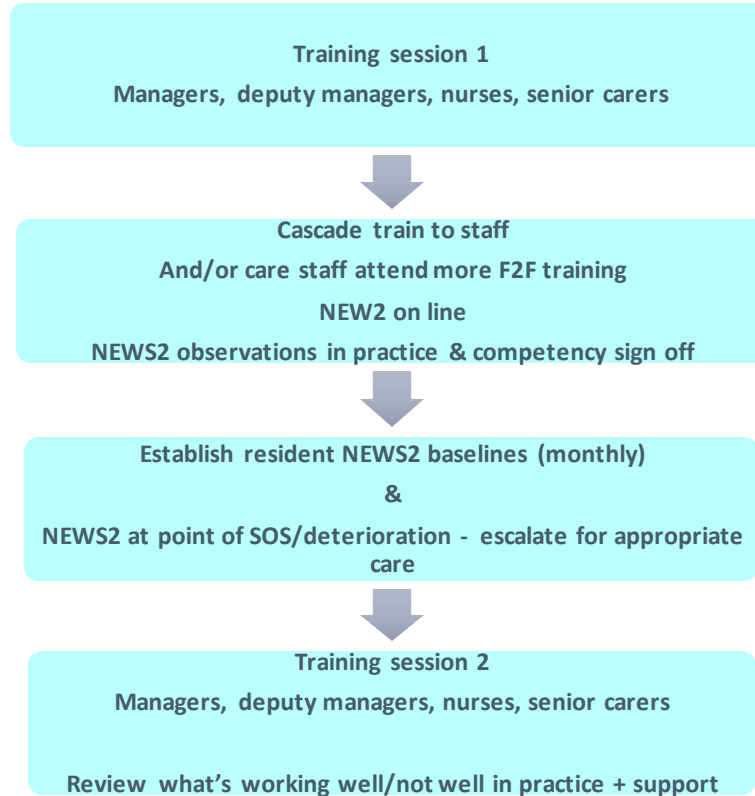 Training session 1
Managers, deputy managers, nurses, senior carers
Cascade train to staff
And/or care staff attend more F2F training
NEW2 on line
NEWS2 observations in practice & competency sign off
Establish resident NEWS2 baselines (monthly)
&
NEWS2 at point of SOS/deterioration - escalate for appropriate
care
Training session 2
Managers, deputy managers, nurses, senior carers
Review what's working well/not well in practice + support